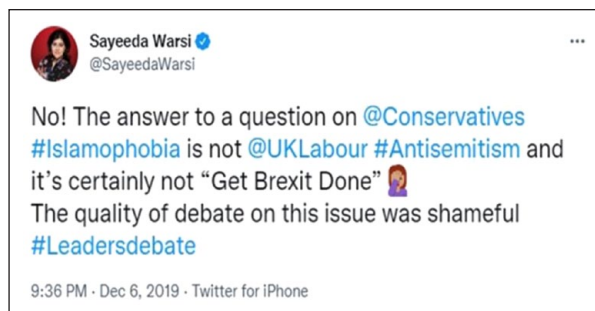 Sayeeda Warsi
@SayeedaWarsi
No! The answer to a question on @Conservatives
#Islamophobia is not @UKLabour #Antisemitism and
it's certainly not “Get Brexit Done” 🤦🏽‍♀️
The quality of debate on this issue was shameful
#Leadersdebate
9:36 PM · Dec 6, 2019 · Twitter for iPhone